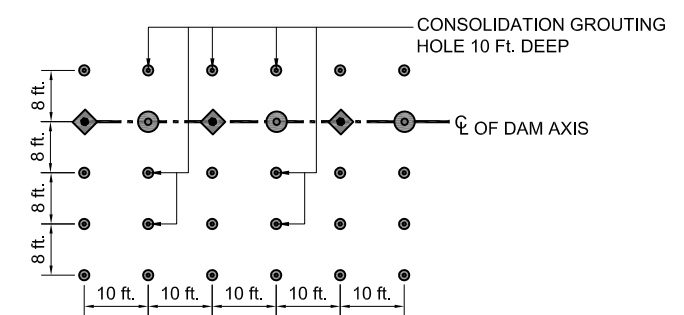 CONSOLIDATION GROUTING
HOLE 10 Ft. DEEP
8 ft.
℄ OF DAM AXIS
8 ft.
8 ft.
8 ft.
10 ft. 10 ft. 10 ft. 10 ft. 10 ft.